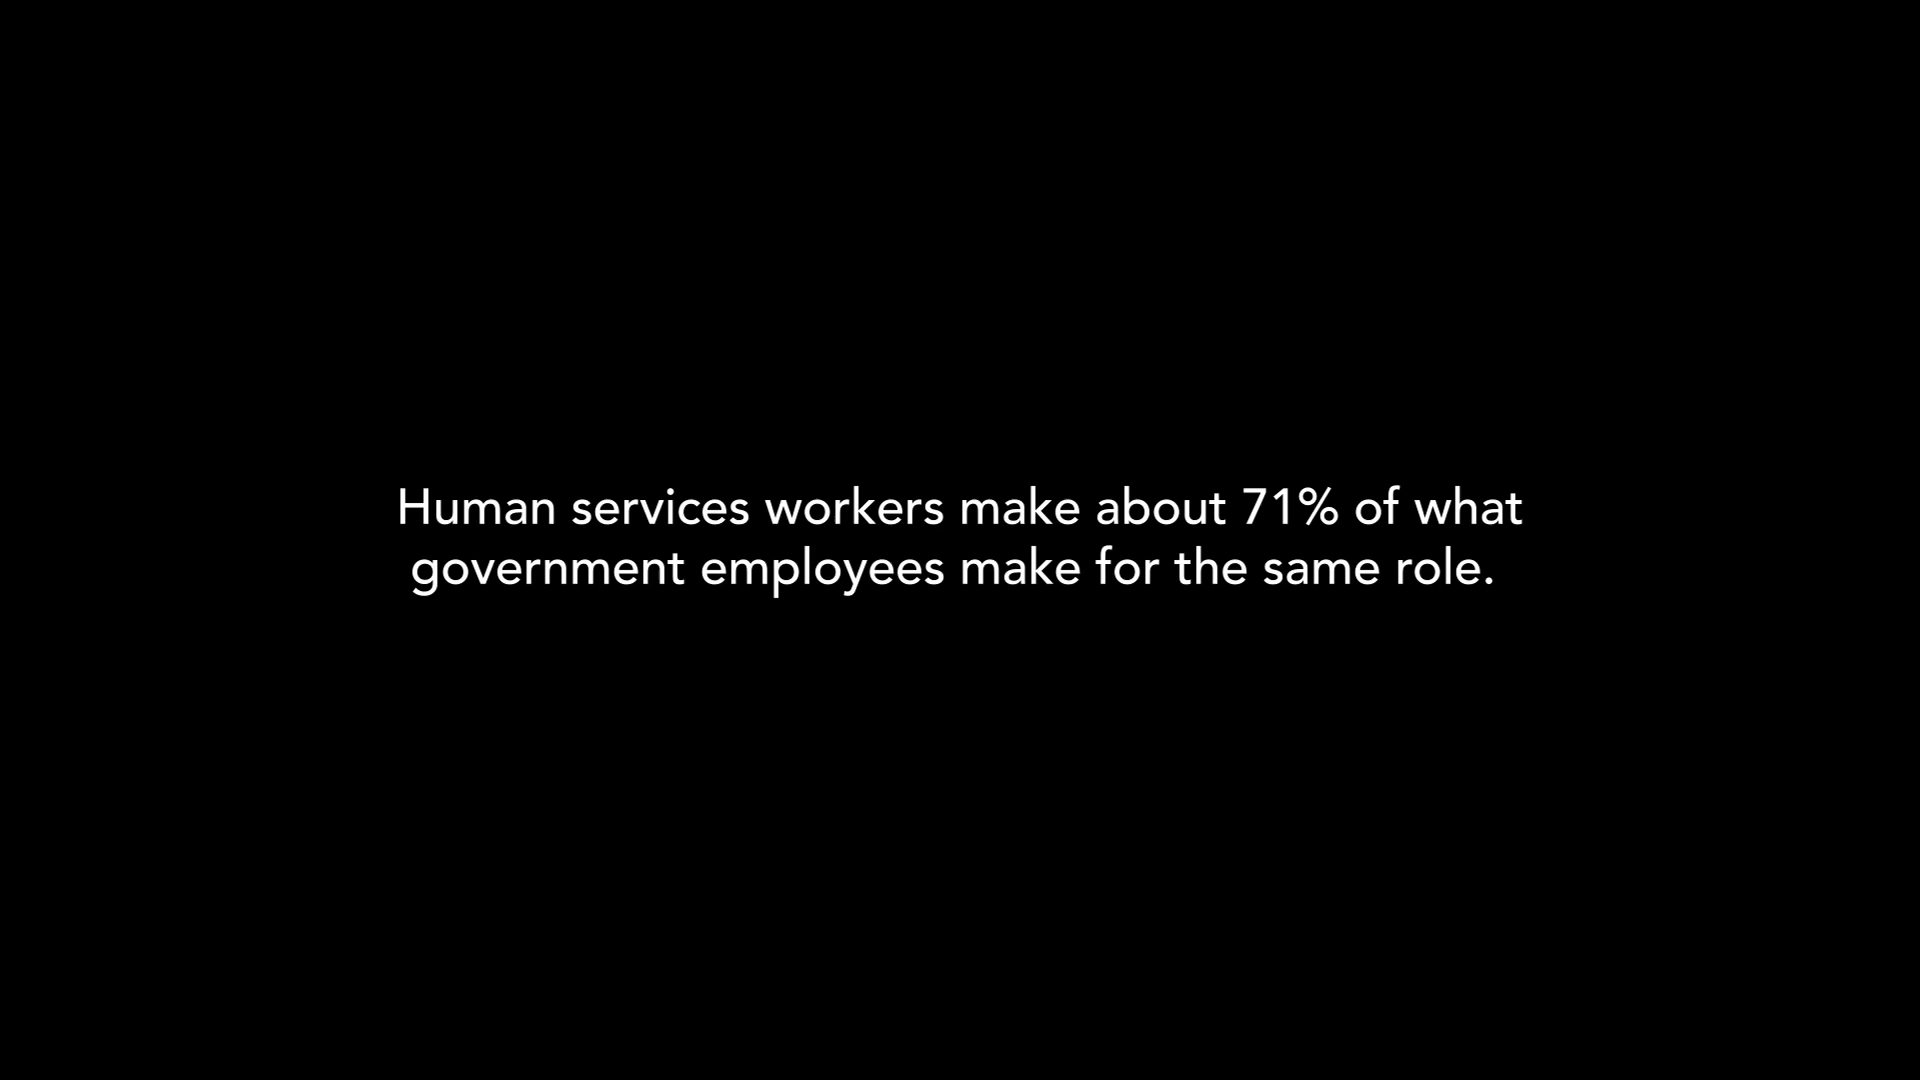 Human services workers make about 71% of what
government employees make for the same role.